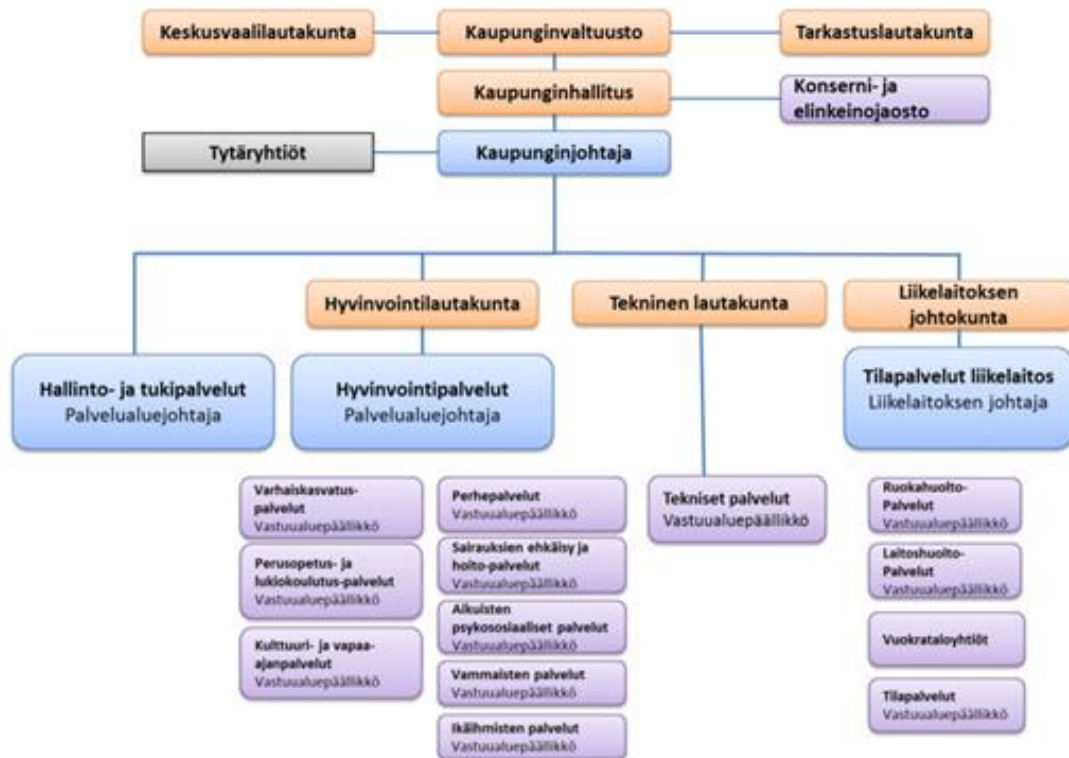 Keskusvaalilautakunta
Kaupunginvaltuusto
Tarkastuslautakunta
Kaupunginhallitus
Konserni- ja
elinkeinojaosto
Tytäryhtiöt
Kaupunginjohtaja
Hyvinvointilautakunta
Tekninen lautakunta
Liikelaitoksen
johtokunta
Hallinto- ja tukipalvelut
Palvelualuejohtaja
Hyvinvointipalvelut
Palvelualuejohtaja
Tilapalvelut liikelaitos
Liikelaitoksen johtaja
Varhaiskasvatus-
palvelut
Vastuualuepäällikkö
Perusopetus- ja
lukiokoulutus-palvelut
Vastuualuepäällikkö
Kulttuuri- ja vapaa-
ajanpalvelut
Vastuualuepäällikkö
Perhepalvelut
Vastuualuepäällikkö
Sairauksien ehkäisy ja
hoito-palvelut
Vastuualuepäällikkö
Aikuisten
psykososiaaliset palvelut
Vastuualuepäällikkö
Vammaisten palvelut
Vastuualuepäällikkö
Ikäihmisten palvelut
Vastuualuepäällikkö
Tekniset palvelut
Vastuualuepäällikkö
Ruokahuolto-
Palvelut
Vastuualuepäällikkö
Laitoshuolto-
Palvelut
Vastuualuepäällikkö
Vuokrataloyhtiöt
Tilapalvelut
Vastuualuepäällikkö